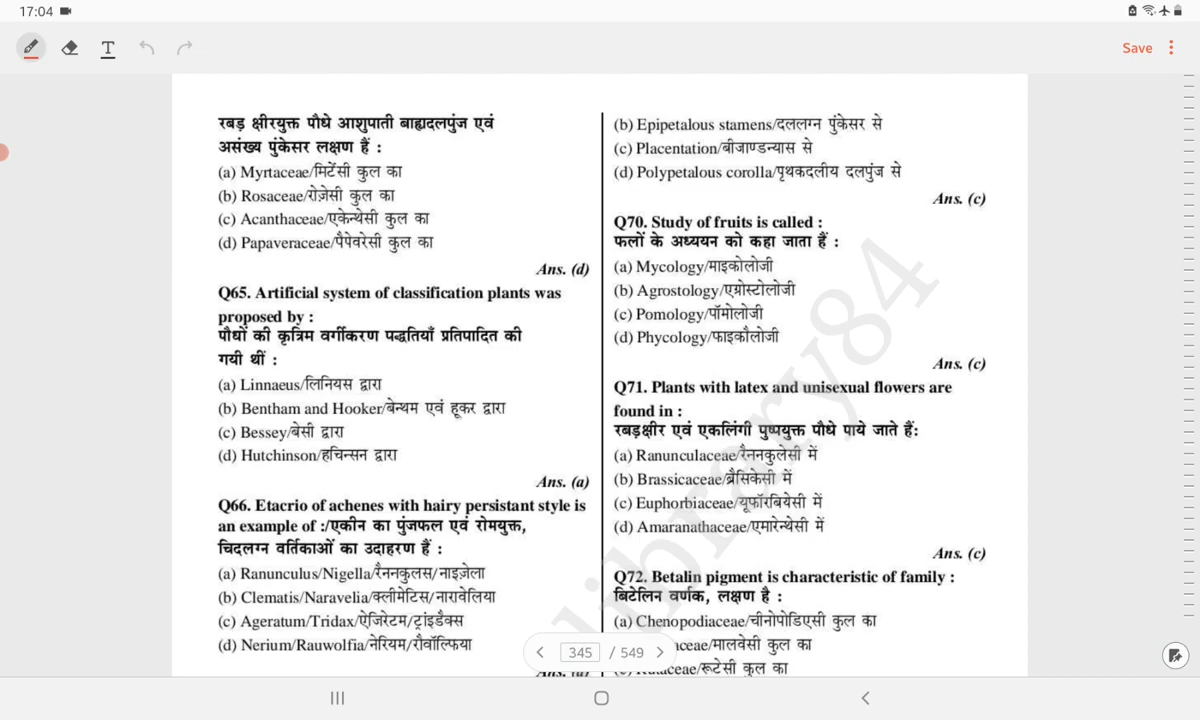 17:04
T
Save
रबड़ क्षीरयुक्त पौधे आशुपाती बाह्यदलपुंज एवं
असंख्य पुंकेसर लक्षण हैं :
(a) Myrtaceae/मिर्टेसी कुल का
(b) Rosaceae/रोज़ेसी कुल का
(c) Acanthaceae/एकेन्थेसी कुल का
(d) Papaveraceae/पैपेवरेसी कुल का
Ans. (d)
Q65. Artificial system of classification plants was
proposed by :
पौधों की कृत्रिम वर्गीकरण पद्धतियाँ प्रतिपादित की
गयी थीं :
(a) Linnaeus/लिनियस द्वारा
(b) Bentham and Hooker/बेन्थम एवं हूकर द्वारा
(c) Bessey/बेसी द्वारा
(d) Hutchinson/हचिन्सन द्वारा
Ans. (a)
Q66. Etacrio of achenes with hairy persistant style is
an example of :/एकीन का पुंजफल एवं रोमयुक्त,
चिदलग्न वर्तिकाओं का उदाहरण हैं :
(a) Ranunculus/Nigella/रैननकुलस/नाइज़ेला
(b) Clematis/Naravelia/क्लीमेटिस/नारावेलिया
(c) Ageratum/Tridax/ऐजिरेटम/ट्रांइडैक्स
(d) Nerium/Rauwolfia/नेरियम/रौवॉल्फिया
(b) Epipetalous stamens/दललग्न पुंकेसर से
(c) Placentation/बीजाण्डन्यास से
(d) Polypetalous corolla/पृथकदलीय दलपुंज से
Ans. (c)
Q70. Study of fruits is called :
फलों के अध्ययन को कहा जाता हैं :
(a) Mycology/माइकोलोजी
(b) Agrostology/एग्रोस्टोलोजी
(c) Pomology/पॉमोलोजी
(d) Phycology/फाइकौलोजी
Ans. (c)
Q71. Plants with latex and unisexual flowers are
found in :
रबड़क्षीर एवं एकलिंगी पुष्पयुक्त पौधे पाये जाते हैं:
(a) Ranunculaceae/रैननकुलेसी में
(b) Brassicaceae/ब्रैसिकेसी में
(c) Euphorbiaceae/यूफॉरबियेसी में
(d) Amaranathaceae/एमारेन्थेसी में
Ans. (c)
Q72. Betalin pigment is characteristic of family :
बिटेलिन वर्णक, लक्षण है :
(a) Chenopodiaceae/चीनोपोडिएसी कुल का
aceae/मालवेसी कुल का
aceae/रूटेसी कुल का
library84
345 / 549